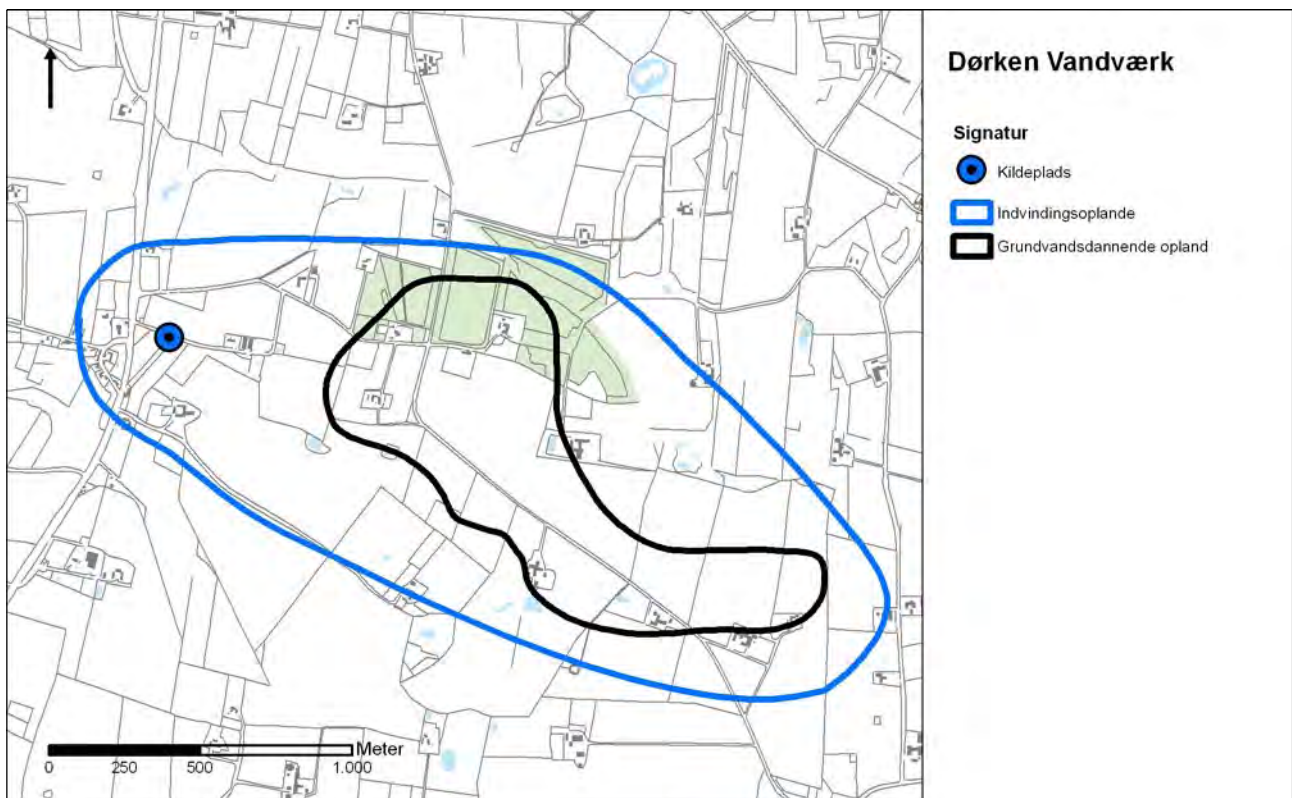 Dørken Vandværk
Signatur
Kildeplads
Indvindingsoplande
Grundvandsdannende opland
Meter
0 250 500 1.000